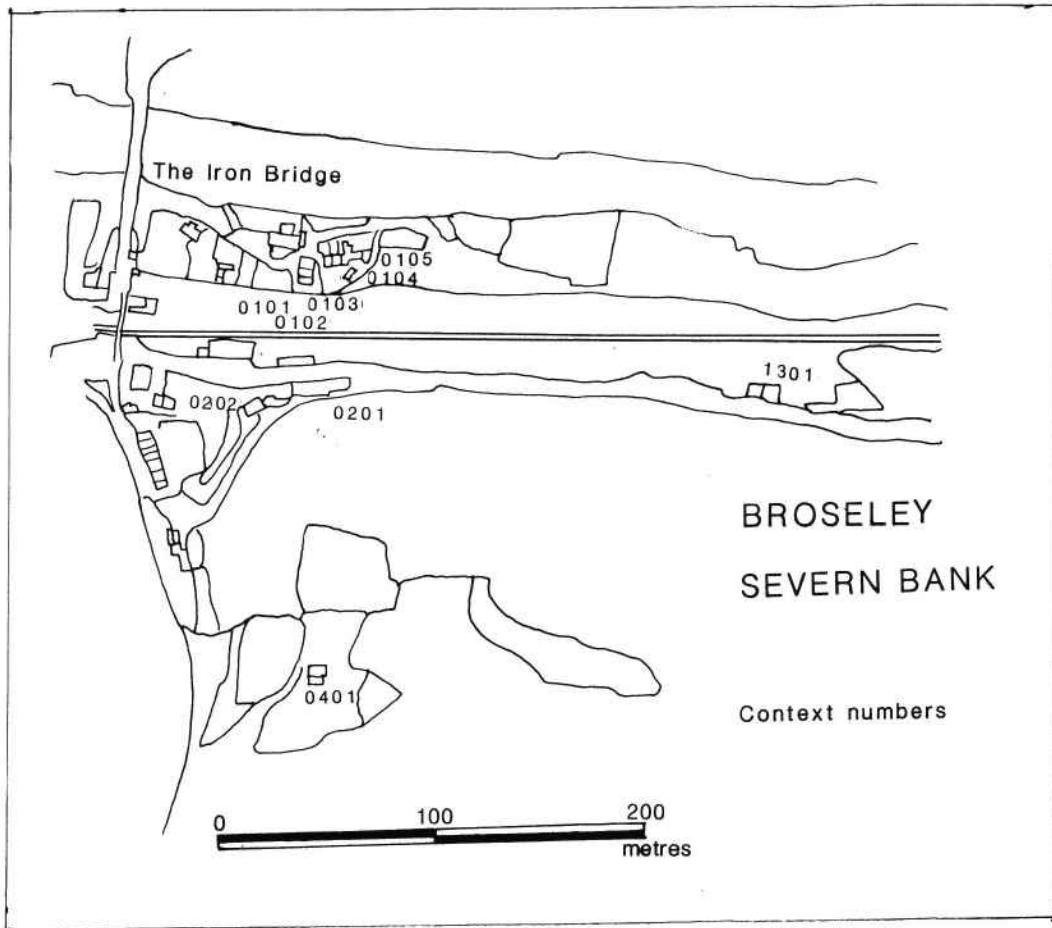 The Iron Bridge
0105
0104
0101 0103
0102
1301
0202
0201
BROSELEY
SEVERN BANK
0401
Context numbers
0 100 200
metres